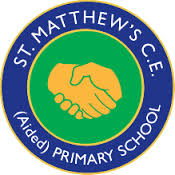 ST. MATTHEW'S C.E.
(Aided) PRIMARY SCHOOL